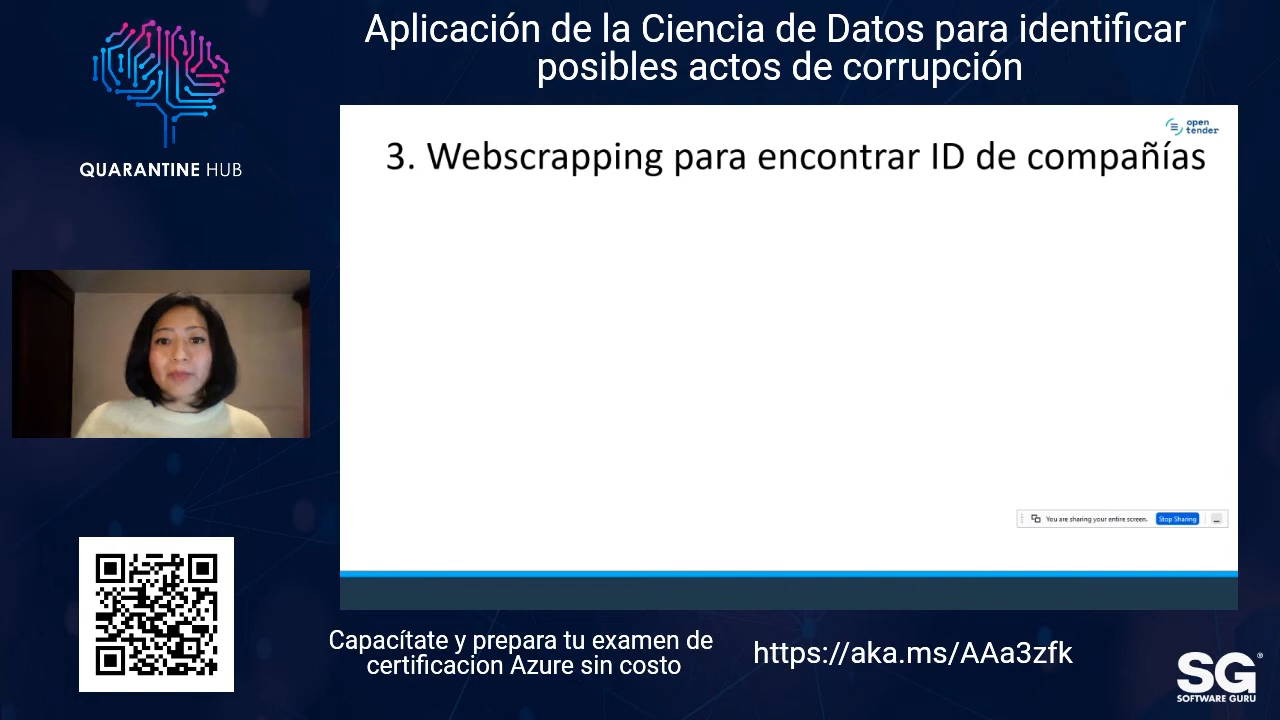 Aplicación de la Ciencia de Datos para identificar
posibles actos de corrupción
QUARANTINE HUB
open
tender
3. Webscrapping para encontrar ID de compañías
You are sharing your entire screen.
Stop Sharing
Capacítate y prepara tu examen de
certificacion Azure sin costo
https://aka.ms/AAa3zfk
SG®
SOFTWARE GURU